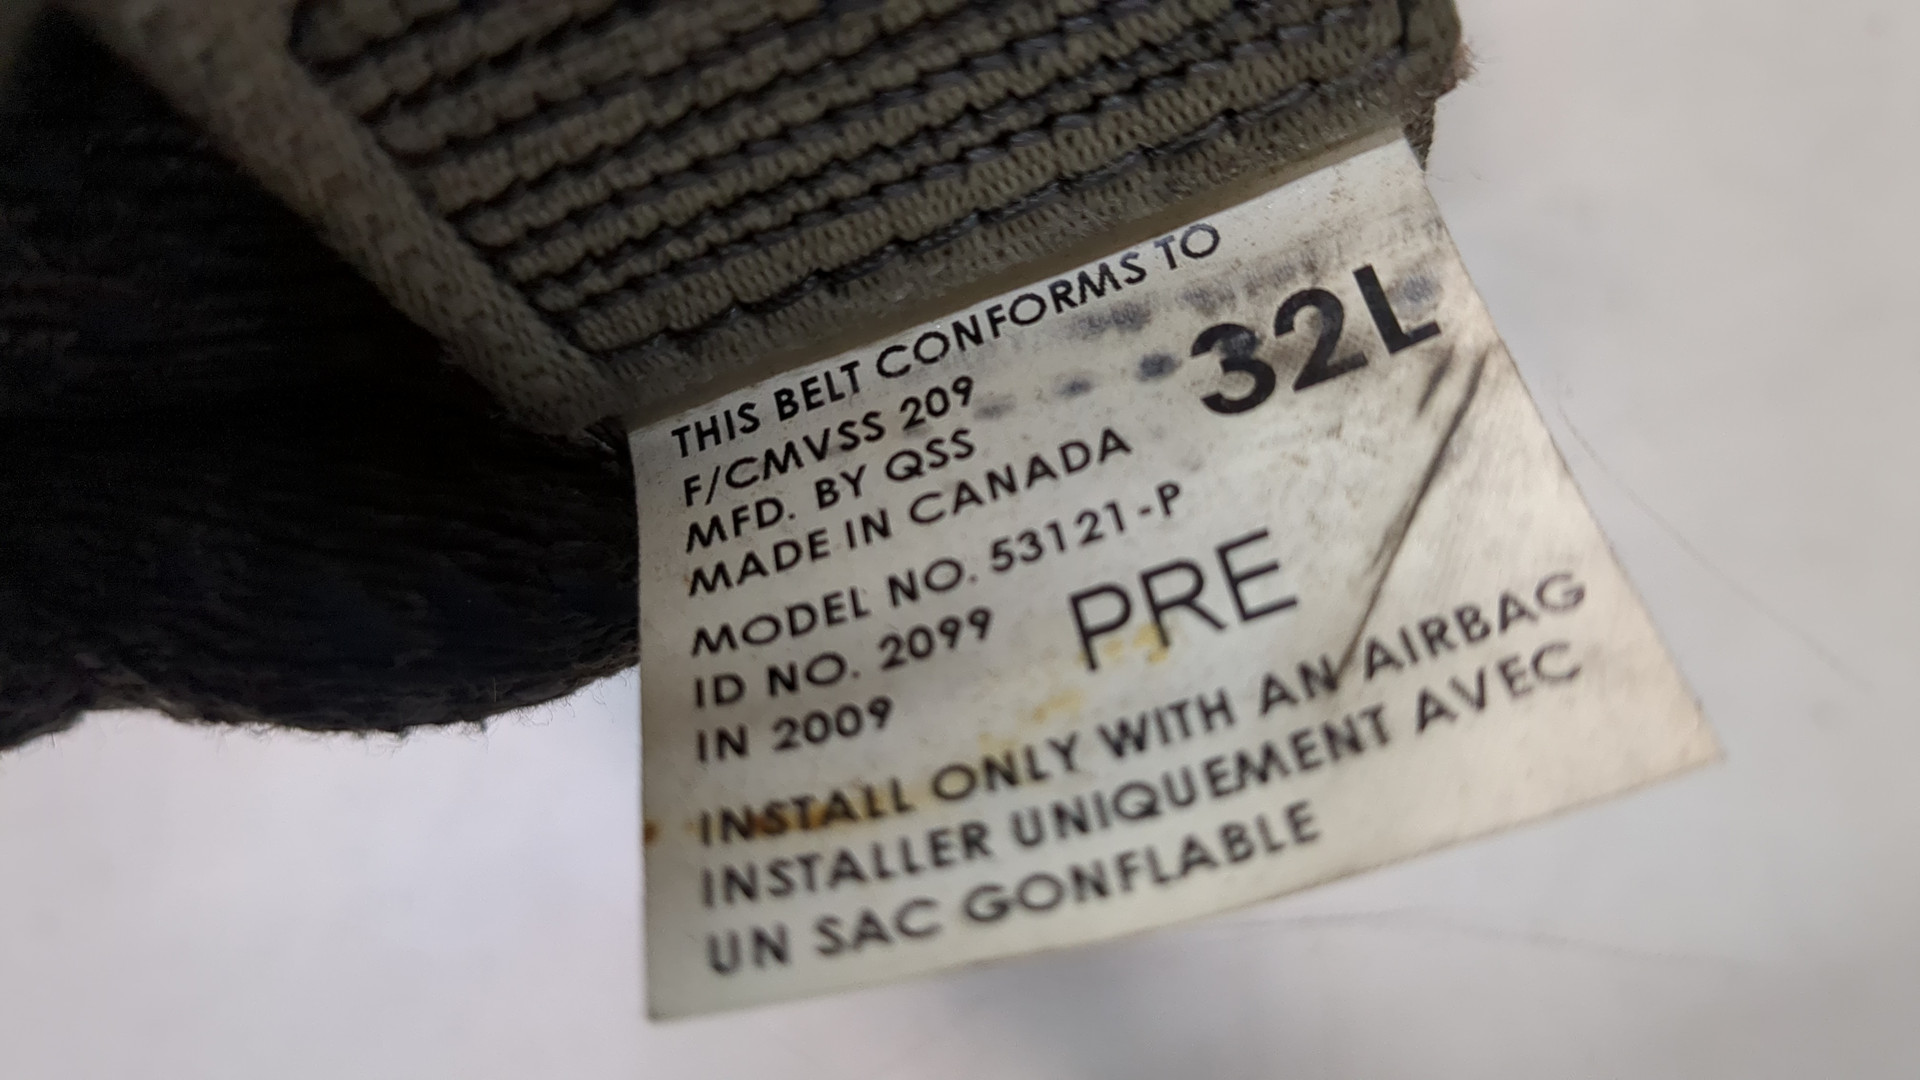 THIS BELT CONFORMS TO
F/CMVSS 209
32L
MFD. BY QSS
MADE IN CANADA
MODEL NO. 53121-P
ID NO. 2099
PRE
IN 2009
INSTALL ONLY WITH AN AIRBAG
INSTALLER UNIQUEMENT AVEC
UN SAC GONFLABLE